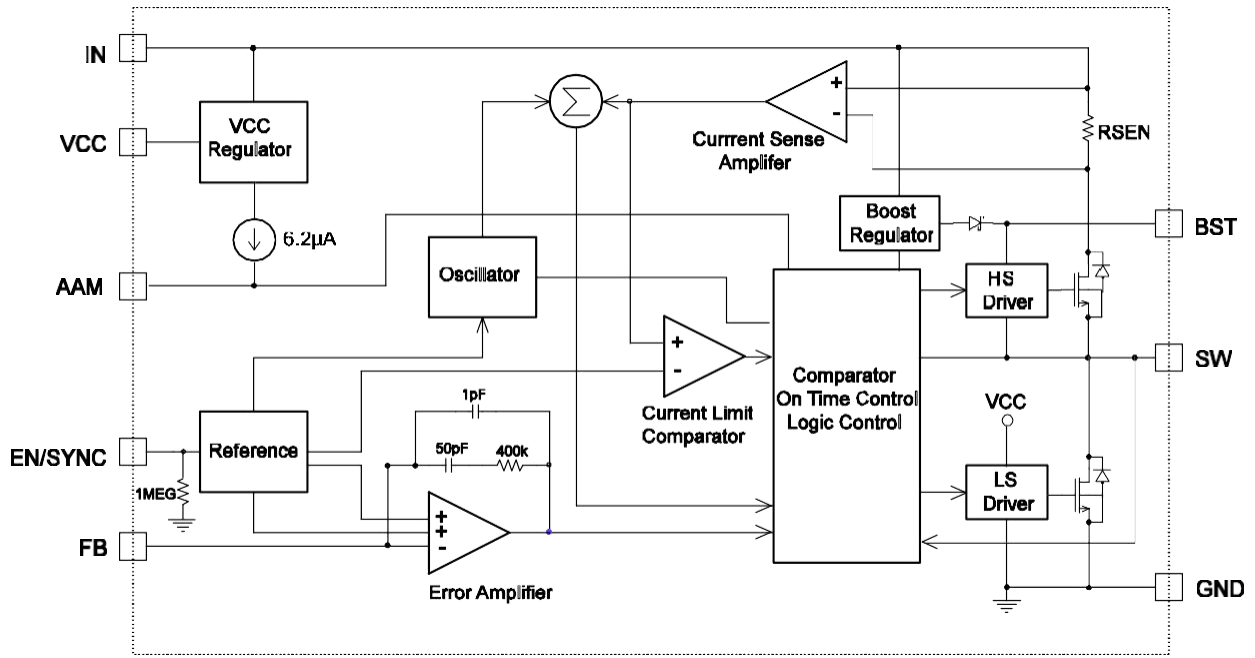 IN
VCC
VCC
Regulator
6.2µA
AAM
Oscillator
Σ
+
-
Currrent Sense
Amplifer
RSEN
Boost
Regulator
BST
HS
Driver
SW
+
-
Current Limit
Comparator
Comparator
On Time Control
Logic Control
VCC
LS
Driver
GND
EN/SYNC
1MEG
Reference
1pF
50pF
400k
FB
+
+
-
Error Amplifier